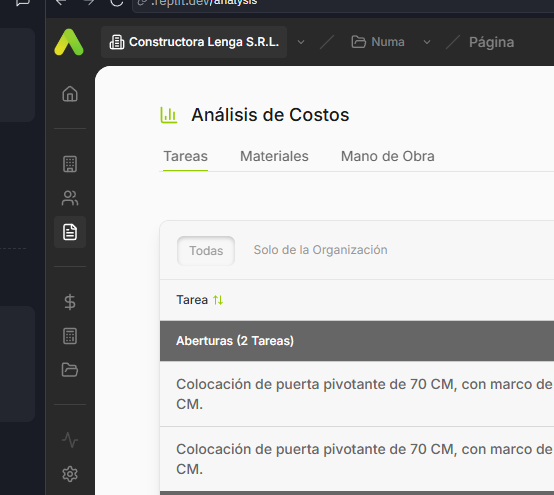 .replit.dev/analysis
Constructora Lenga S.R.L.
Numa
Página
Análisis de Costos
Tareas
Materiales
Mano de Obra
Todas
Solo de la Organización
Tarea
Aberturas (2 Tareas)
Colocación de puerta pivotante de 70 CM, con marco de
CM.
Colocación de puerta pivotante de 70 CM, con marco de
CM.